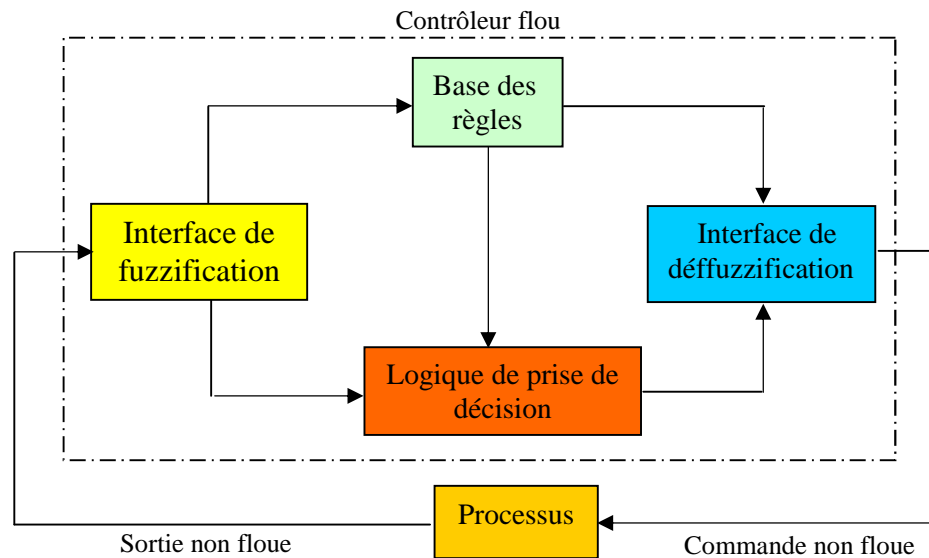 Contrôleur flou
Base des
règles
Interface de
fuzzification
Interface de
déffuzzification
Logique de prise de
décision
Processus
Sortie non floue
Commande non floue